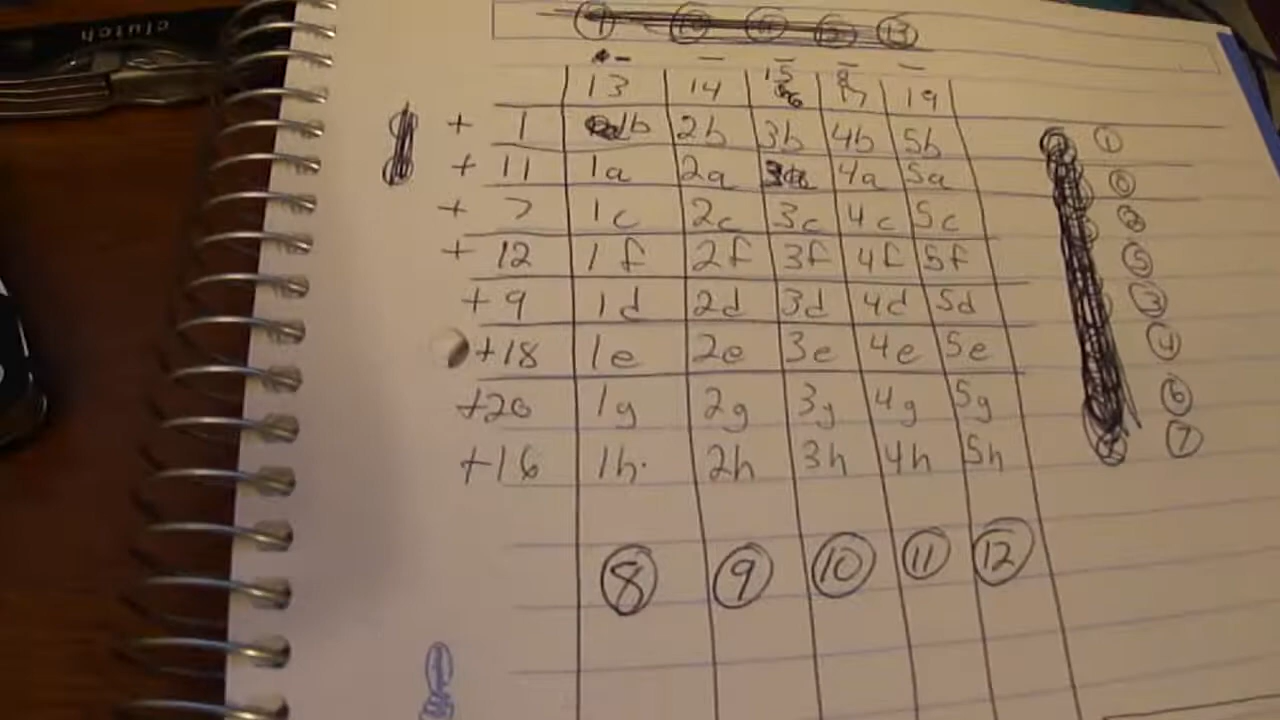 clutch
13 14 15 19
+ 1 1b 2b 3b 4b 5b ①
+ 11 1a 2a 4a 5a ⓪
+ 7 1c 2c 3c 4c 5c
+ 12 1f 2f 3f 4f 5f ⑤
+ 9 1d 2d 3d 4d 5d ③
+18 1e 2e 3e 4e 5e ④
+20 1g 2g 3g 4g 5g ⑥
+16 1h 2h 3h 4h 5h ⑦
⑧ ⑨ ⑩ ⑪ ⑫